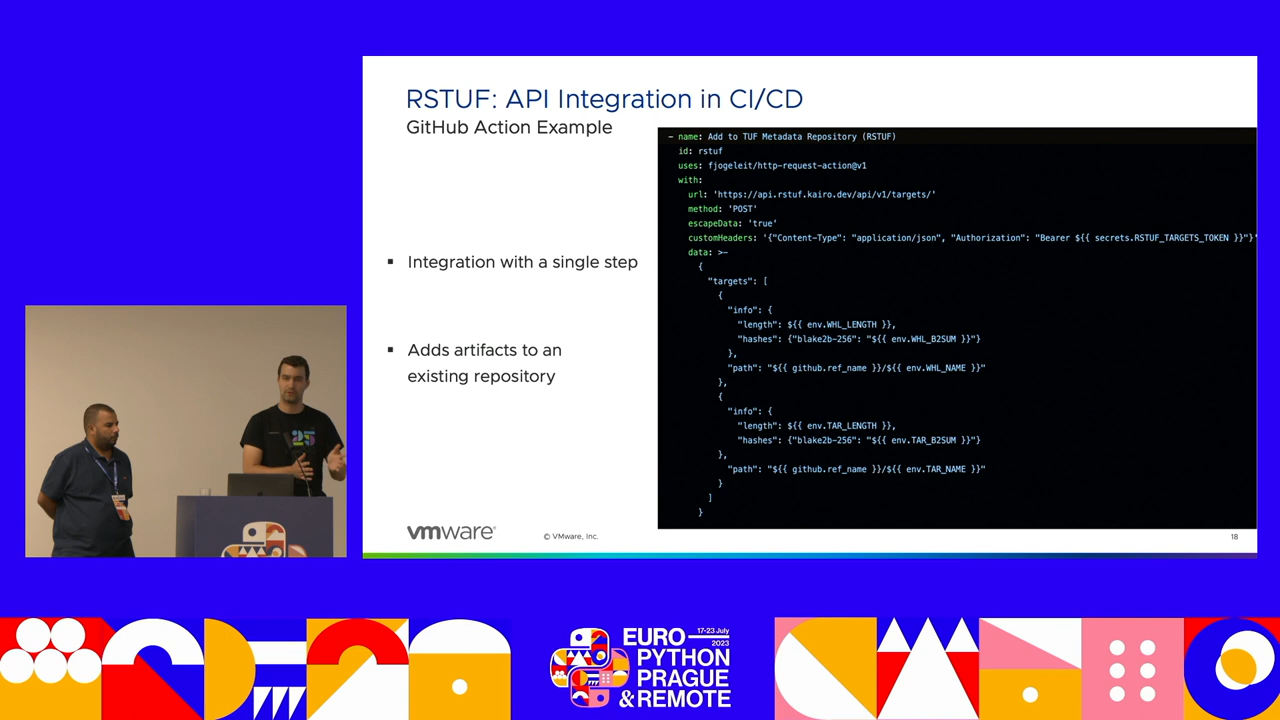 RSTUF: API Integration in CI/CD
GitHub Action Example
▪ Integration with a single step
▪ Adds artifacts to an
existing repository
- name: Add to TUF Metadata Repository (RSTUF)
id: rstuf
uses: fjogeleit/http-request-action@v1
with:
url: 'https://api.rstuf.kairo.dev/api/v1/targets/'
method: 'POST'
escapeData: 'true'
customHeaders: '{"Content-Type": "application/json", "Authorization": "Bearer ${{ secrets.RSTUF_TARGETS_TOKEN }}"}'
data: >-
{
"targets": [
{
"info": {
"length": ${{ env.WHL_LENGTH }},
"hashes": {"blake2b-256": "${{ env.WHL_B2SUM }}"}
},
"path": "${{ github.ref_name }}/${{ env.WHL_NAME }}"
},
{
"info": {
"length": ${{ env.TAR_LENGTH }},
"hashes": {"blake2b-256": "${{ env.TAR_B2SUM }}"}
},
"path": "${{ github.ref_name }}/${{ env.TAR_NAME }}"
}
]
}
vmware®
© VMware, Inc.
18
25
EURO
17-23 July
2023
PYTHON
PRAGUE
& REMOTE